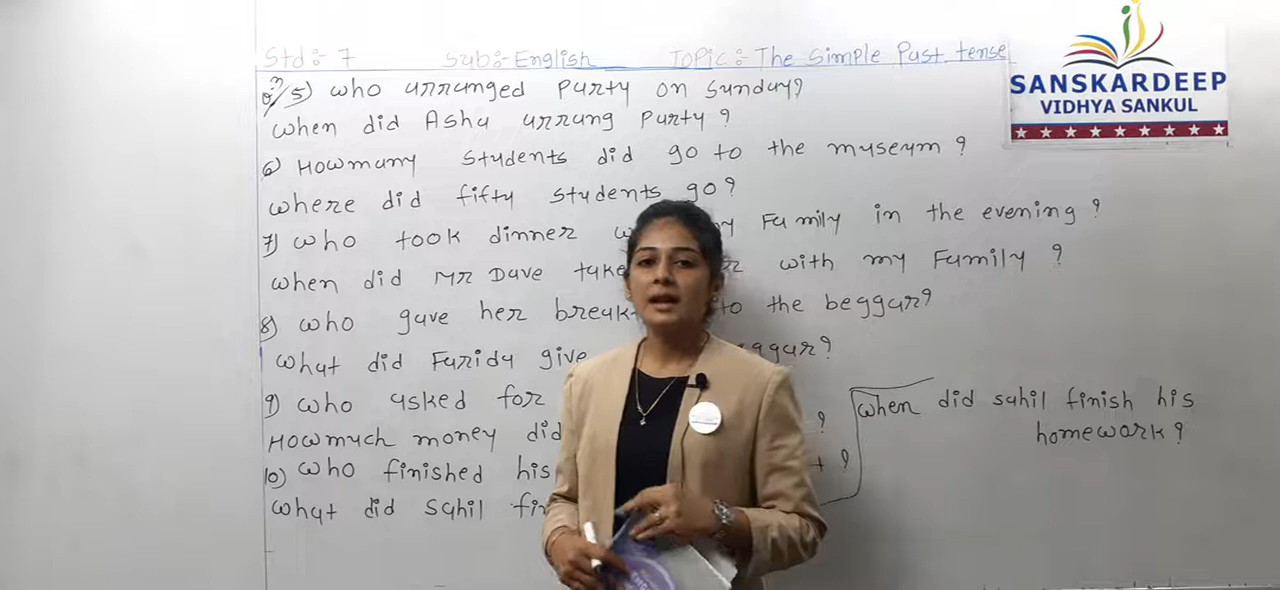 Std:- 7 Sub:- English Topic:- The Simple Past tense
SANSKARDEEP
VIDHYA SANKUL
5) who arranged Party on Sunday?
when did Asha arrang Party?
6) Howmany students did go to the museum?
where did fifty students go?
7) who took dinner my Family in the evening?
when did Mr Dave take with my Family?
8) who gave her to the beggar?
what did Farida give beggar?
9) who asked for
Howmuch money did ?
10) who finished his ?
what did Sahil
when did sahil finish his
homework?